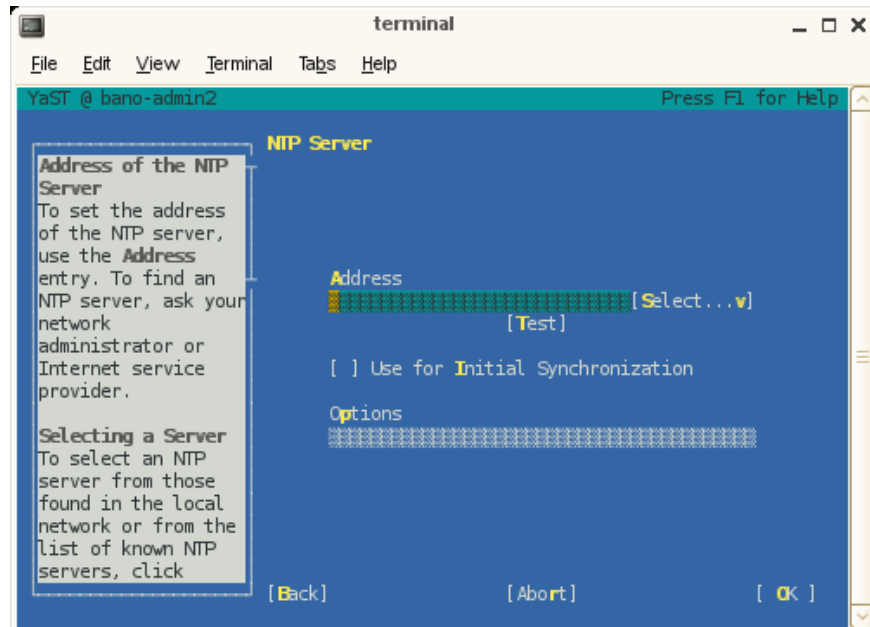 terminal
File Edit View Terminal Tabs Help
YaST @ bano-admin2 Press F1 for Help
NTP Server
Address of the NTP
Server
To set the address
of the NTP server,
use the Address
entry. To find an
NTP server, ask your
network
administrator or
Internet service
provider.
Selecting a Server
To select an NTP
server from those
found in the local
network or from the
list of known NTP
servers, click
Address
[Select...v]
[Test]
[ ] Use for Initial Synchronization
Options
[Back] [Abort] [ OK ]